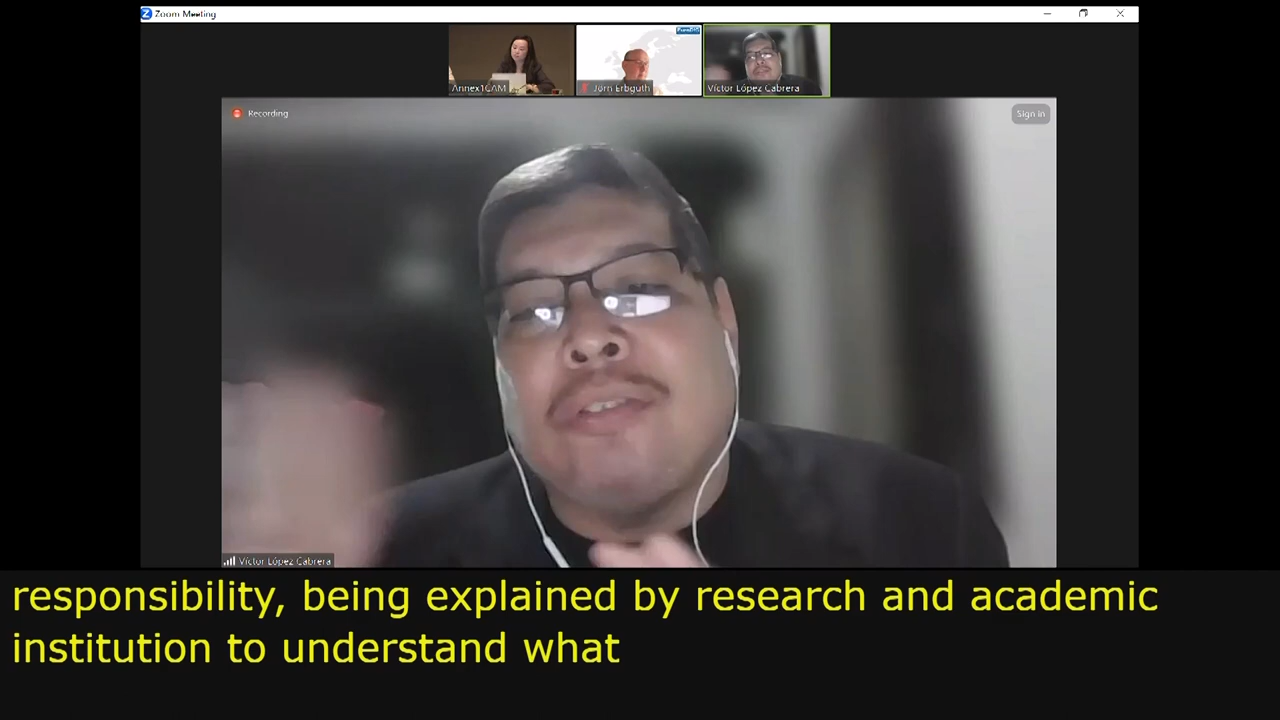 Zoom Meeting
Annex1CAM
Jörn Erbguth
Víctor López Cabrera
Recording
Sign in
Víctor López Cabrera
responsibility, being explained by research and academic
institution to understand what